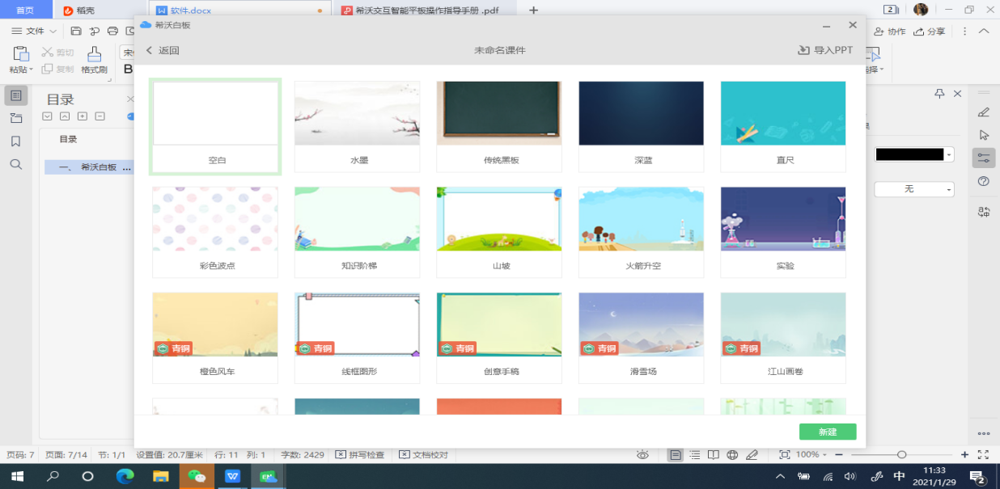 首页 稻壳 软件.docx 希沃交互智能平板操作指导手册 .pdf
文件
希沃白板
协作 分享
返回 未命名课件 导入PPT
剪切
粘贴 复制 格式刷 B
目录
目录
一、 希沃白板 ...
空白 水墨 传统黑板 深蓝 直尺
无
彩色波点 知识阶梯 山坡 火箭升空 实验
青铜 青铜 青铜 青铜 青铜
橙色风车 线框图形 创意手稿 滑雪场 江山画卷
新建
页码: 7 页面: 7/14 节: 1/1 设置值: 20.7厘米 行: 11 列: 1 字数: 2429 拼写检查 文档校对 100%
中 11:33
2021/1/29 2